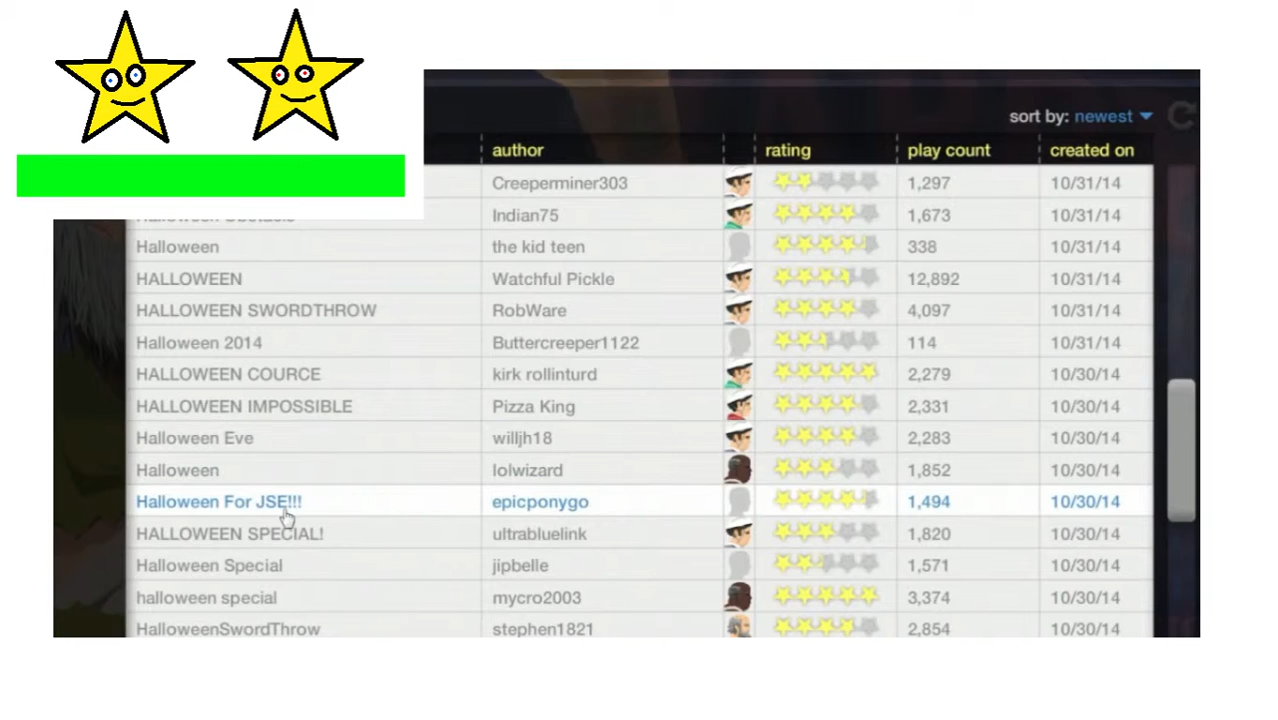 sort by: newest
author rating play count created on
Creeperminer303 1,297 10/31/14
Indian75 1,673 10/31/14
Halloween the kid teen 338 10/31/14
HALLOWEEN Watchful Pickle 12,892 10/31/14
HALLOWEEN SWORDTHROW RobWare 4,097 10/31/14
Halloween 2014 Buttercreeper1122 114 10/31/14
HALLOWEEN COURCE kirk rollinturd 2,279 10/30/14
HALLOWEEN IMPOSSIBLE Pizza King 2,331 10/30/14
Halloween Eve willjh18 2,283 10/30/14
Halloween lolwizard 1,852 10/30/14
Halloween For JSE!!! epicponygo 1,494 10/30/14
HALLOWEEN SPECIAL! ultrabluelink 1,820 10/30/14
Halloween Special jipbelle 1,571 10/30/14
halloween special mycro2003 3,374 10/30/14
HalloweenSwordThrow stephen1821 2,854 10/30/14